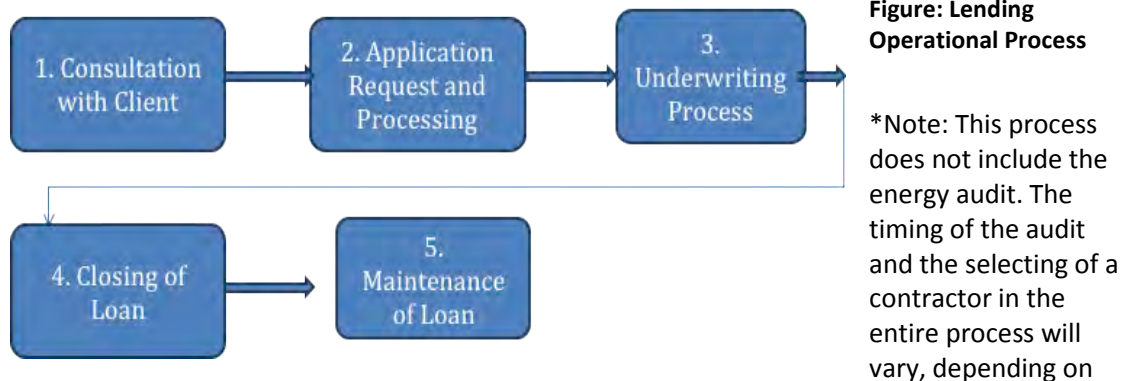 1. Consultation
with Client
2. Application
Request and
Processing
3.
Underwriting
Process
4. Closing of
Loan
5.
Maintenance
of Loan
Figure: Lending
Operational Process
*Note: This process
does not include the
energy audit. The
timing of the audit
and the selecting of a
contractor in the
entire process will
vary, depending on